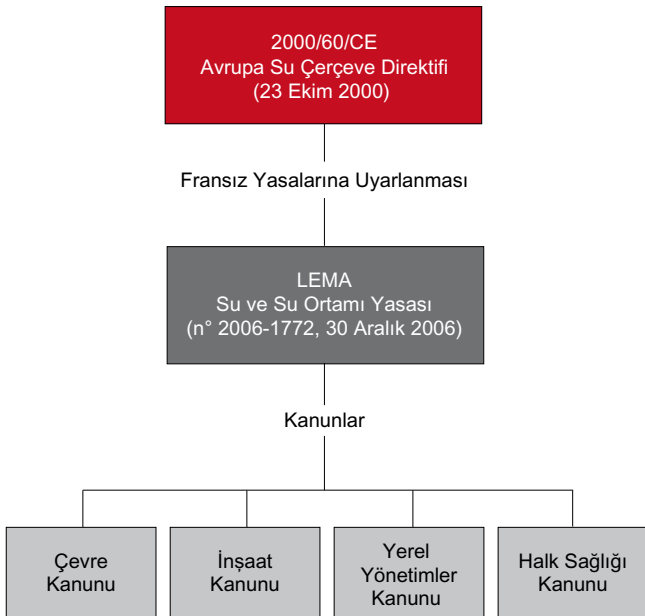 2000/60/CE
Avrupa Su Çerçeve Direktifi
(23 Ekim 2000)
Fransız Yasalarına Uyarlanması
LEMA
Su ve Su Ortamı Yasası
(n° 2006-1772, 30 Aralık 2006)
Kanunlar
Çevre
Kanunu
İnşaat
Kanunu
Yerel
Yönetimler
Kanunu
Halk Sağlığı
Kanunu